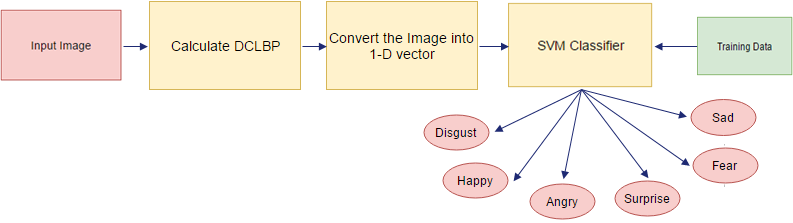 Input Image
Calculate DCLBP
Convert the Image into
1-D vector
SVM Classifier
Training Data
Disgust
Happy
Angry
Surprise
Fear
Sad